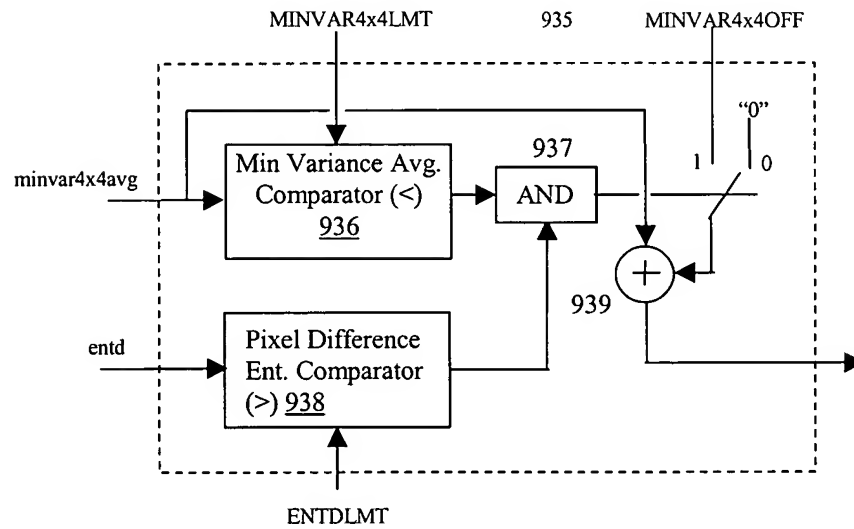 MINVAR4x4LMT
935
MINVAR4x4OFF
"0"
1
0
minvar4x4avg
Min Variance Avg.
Comparator (<)
936
937
AND
+
939
entd
Pixel Difference
Ent. Comparator
(>) 938
ENTDLMT